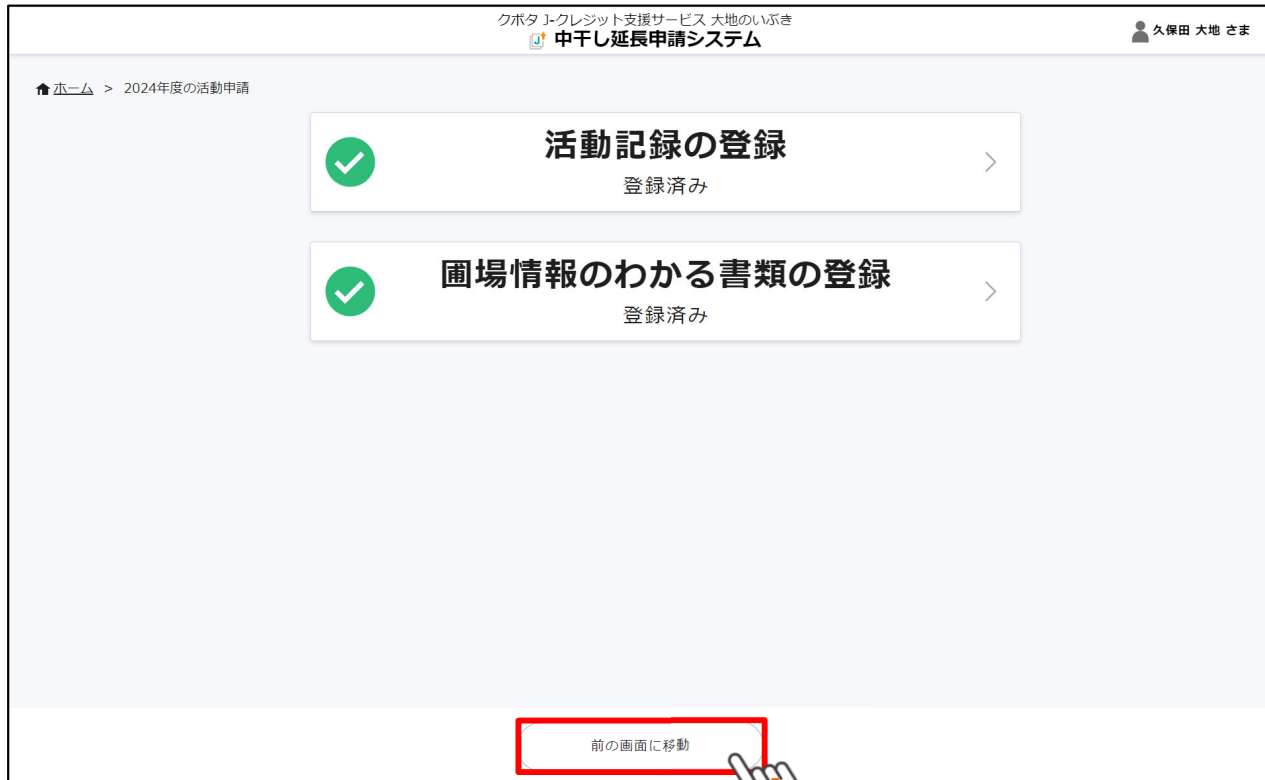 クボタ J-クレジット支援サービス 大地のいぶき
中干し延長申請システム
久保田 大地 さま
ホーム > 2024年度の活動申請
活動記録の登録
登録済み
圃場情報のわかる書類の登録
登録済み
前の画面に移動